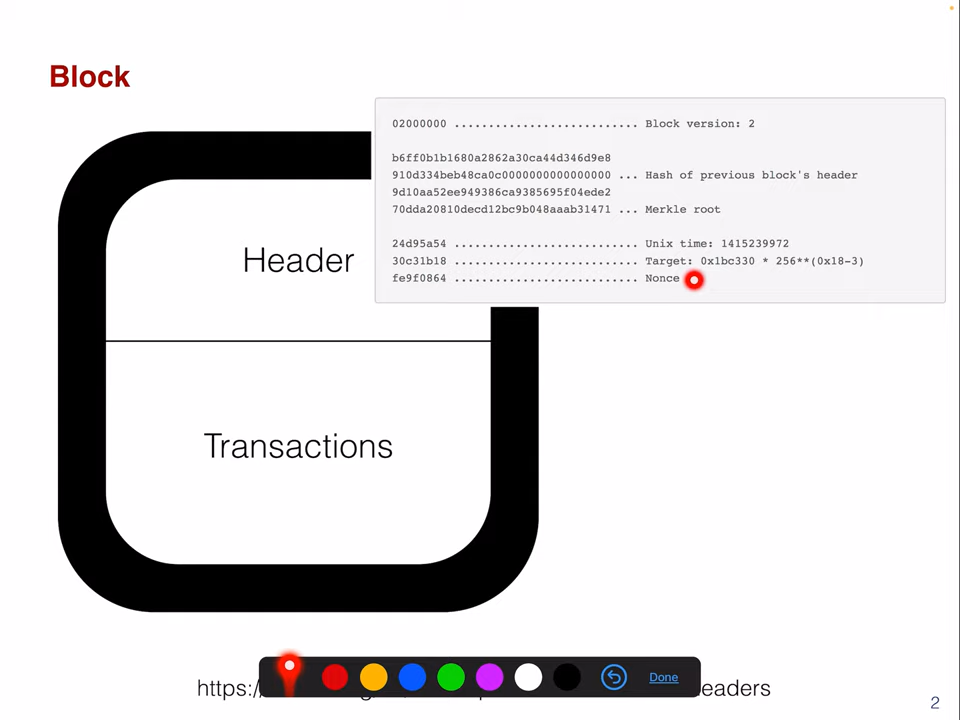 Block
02000000 ........................... Block version: 2
b6ff0b1b1680a2862a30ca44d346d9e8
910d334beb48ca0c0000000000000000 ... Hash of previous block's header
9d10aa52ee949386ca9385695f04ede2
70dda20810decd12bc9b048aaab31471 ... Merkle root
24d95a54 ........................... Unix time: 1415239972
30c31b18 ........................... Target: 0x1bc330 * 256**(0x18-3)
fe9f0864 ........................... Nonce
Header
Transactions
Done
https:/
eaders
2